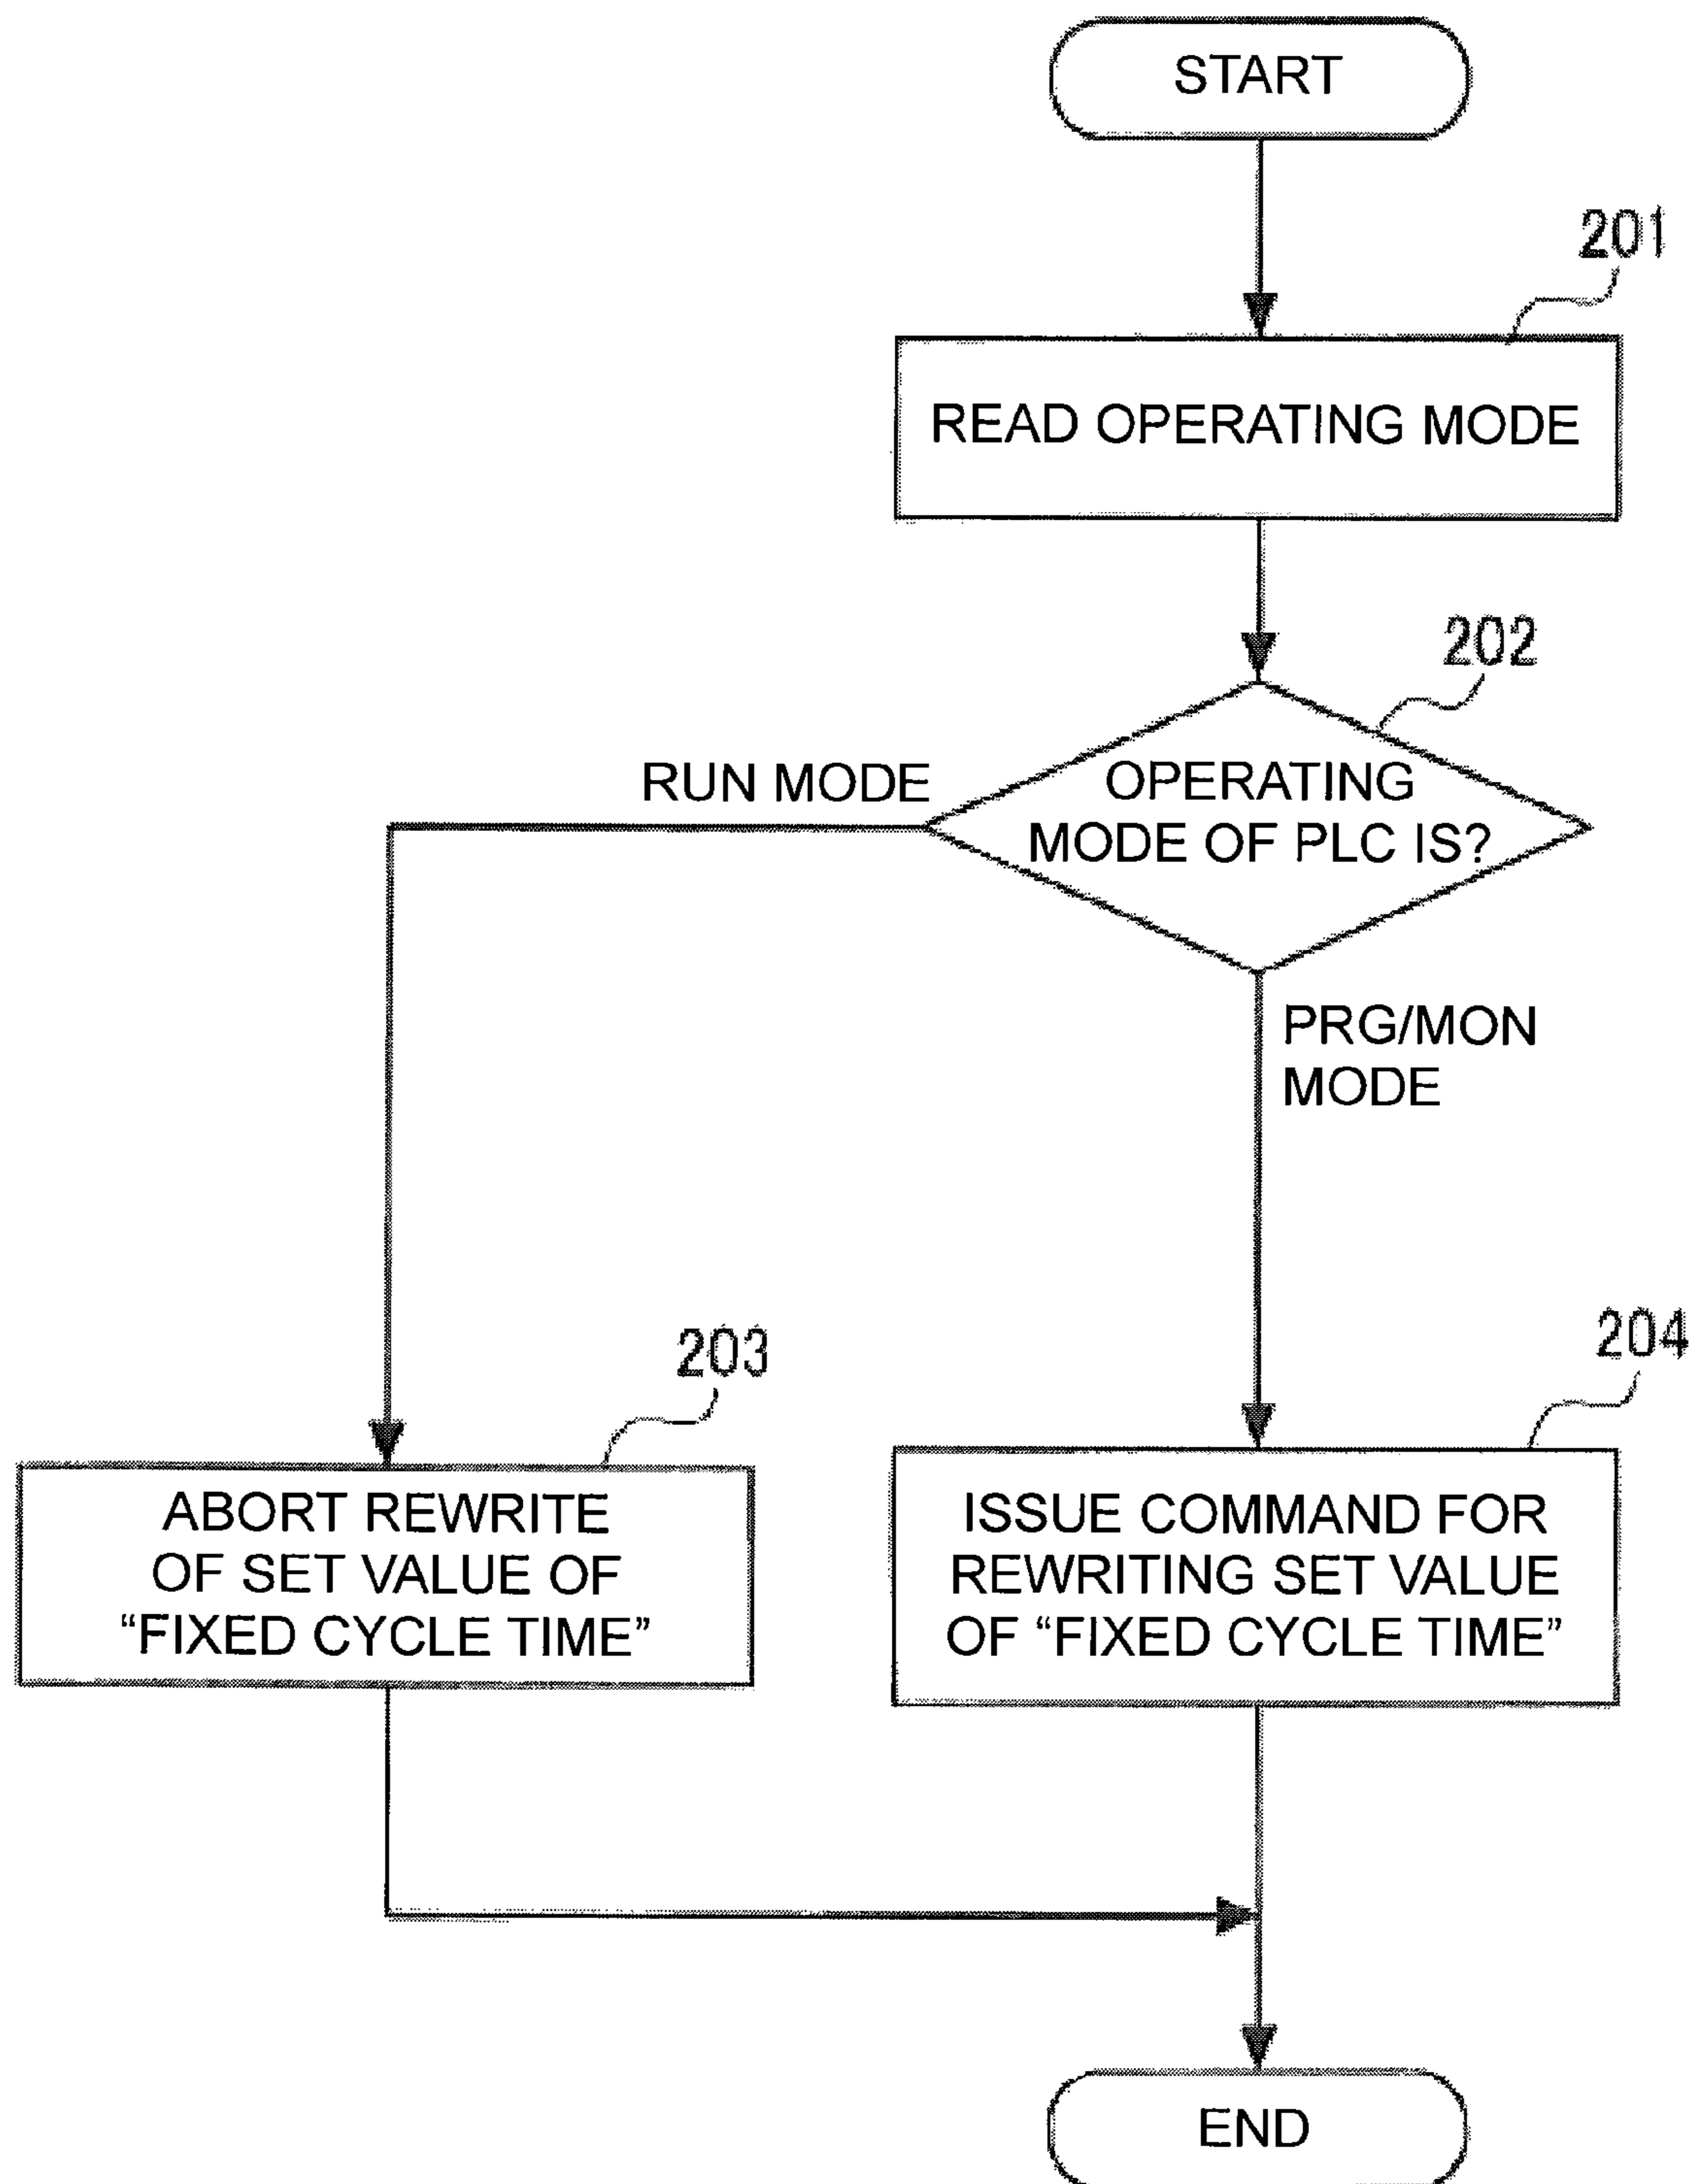 START
201
READ OPERATING MODE
202
RUN MODE
OPERATING
MODE OF PLC IS?
PRG/MON
MODE
203
204
ABORT REWRITE
OF SET VALUE OF
“FIXED CYCLE TIME”
ISSUE COMMAND FOR
REWRITING SET VALUE
OF “FIXED CYCLE TIME”
END